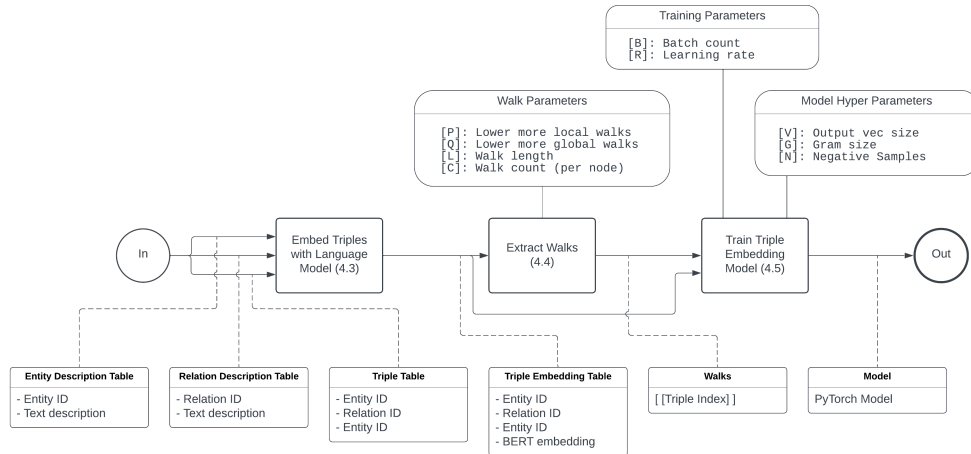 Training Parameters
[B]: Batch count
[R]: Learning rate
Walk Parameters
[P]: Lower more local walks
[Q]: Lower more global walks
[L]: Walk length
[C]: Walk count (per node)
Model Hyper Parameters
[V]: Output vec size
[G]: Gram size
[N]: Negative Samples
In
Embed Triples
with Language
Model (4.3)
Extract Walks
(4.4)
Train Triple
Embedding
Model (4.5)
Out
Entity Description Table
- Entity ID
- Text description
Relation Description Table
- Relation ID
- Text description
Triple Table
- Entity ID
- Relation ID
- Entity ID
Triple Embedding Table
- Entity ID
- Relation ID
- Entity ID
- BERT embedding
Walks
[ [Triple Index] ]
Model
PyTorch Model